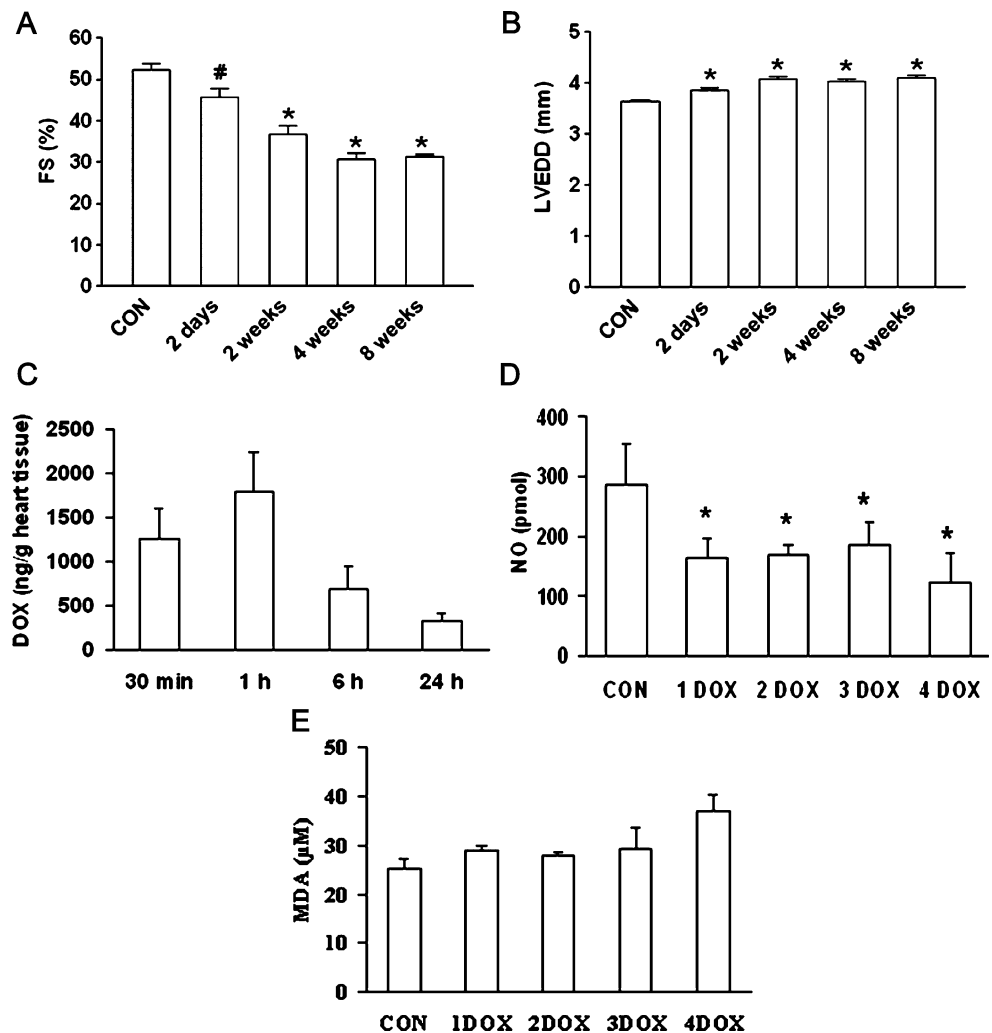 A
FS (%)
60
50
40
30
20
10
0
#
*
*
*
CON
2 days
2 weeks
4 weeks
8 weeks
B
LVEDD (mm)
5
4
3
2
1
0
*
*
*
*
CON
2 days
2 weeks
4 weeks
8 weeks
C
DOX (ng/g heart tissue)
2500
2000
1500
1000
500
0
30 min
1 h
6 h
24 h
D
NO (pmol)
400
300
200
100
0
*
*
*
*
CON
1 DOX
2 DOX
3 DOX
4 DOX
E
MDA (µM)
50
40
30
20
10
0
CON
1DOX
2DOX
3DOX
4DOX